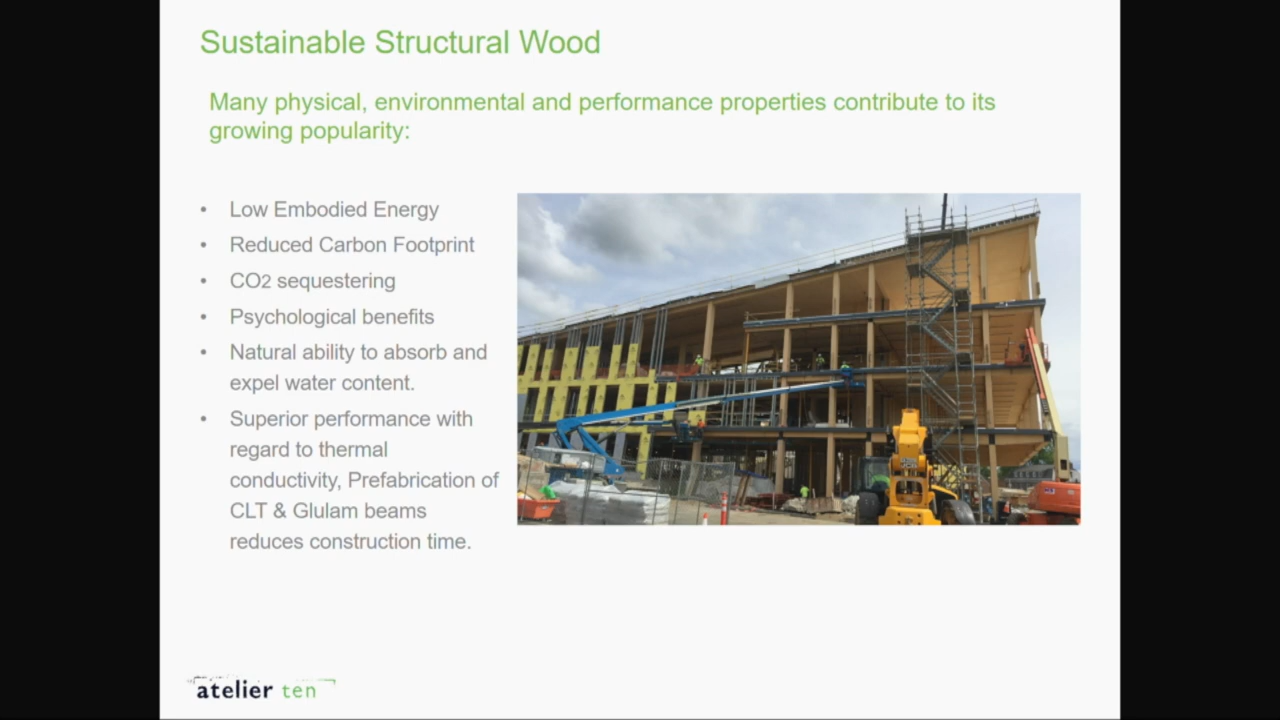 Sustainable Structural Wood
Many physical, environmental and performance properties contribute to its
growing popularity:
• Low Embodied Energy
• Reduced Carbon Footprint
• CO2 sequestering
• Psychological benefits
• Natural ability to absorb and
expel water content.
• Superior performance with
regard to thermal
conductivity, Prefabrication of
CLT & Glulam beams
reduces construction time.
atelier ten